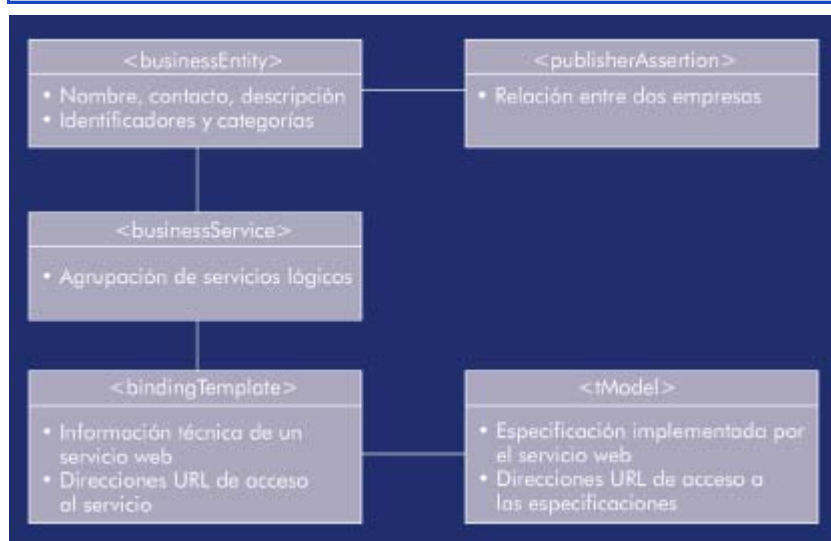 <businessEntity>
• Nombre, contacto, descripción
• Identificadores y categorías
<publisherAssertion>
• Relación entre dos empresas
<businessService>
• Agrupación de servicios lógicos
<bindingTemplate>
• Información técnica de un
servicio web
• Direcciones URL de acceso
al servicio
<tModel>
• Especificación implementada por
el servicio web
• Direcciones URL de acceso a
las especificaciones